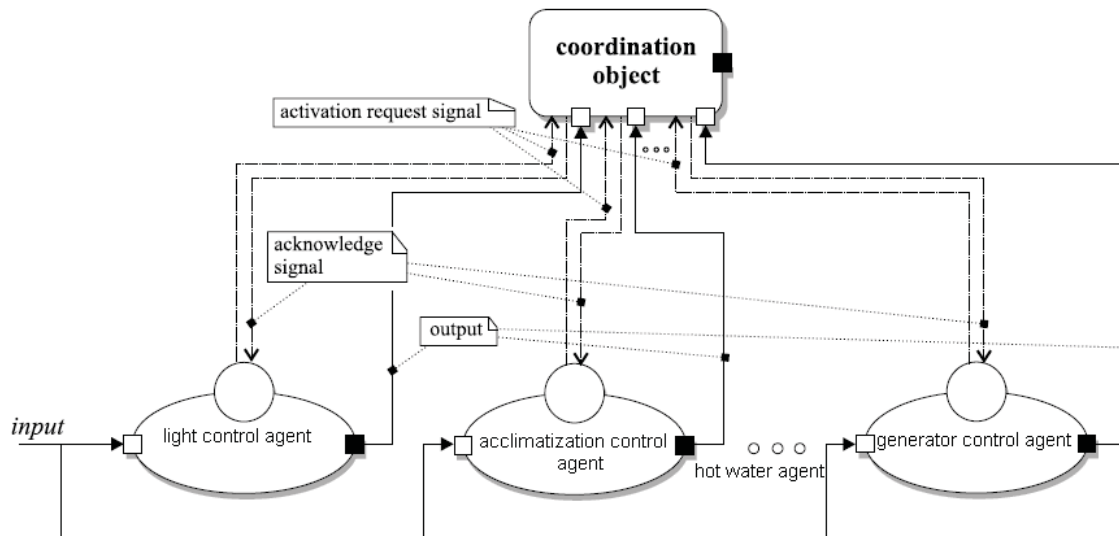 coordination
object
activation request signal
acknowledge
signal
output
input
light control agent
acclimatization control
agent
hot water agent
generator control agent